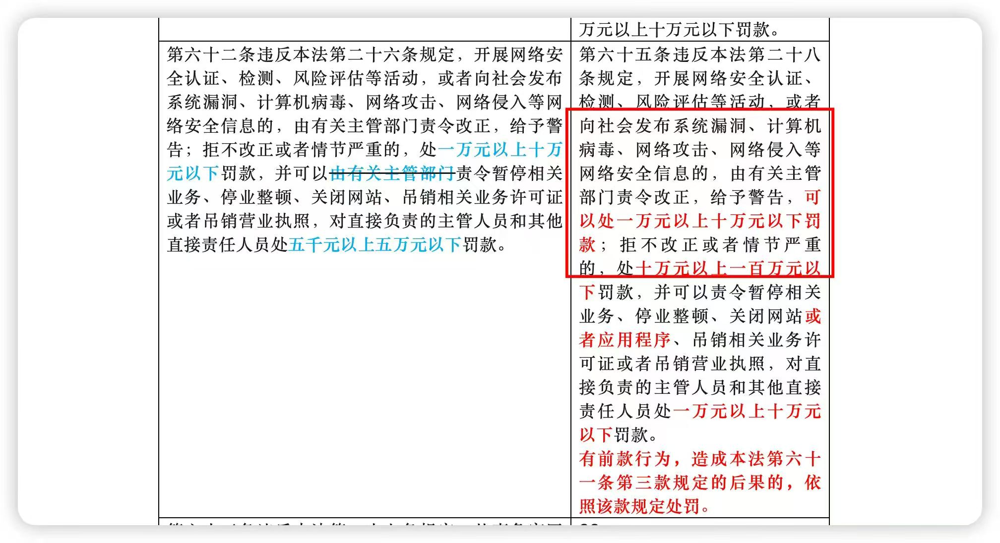 万元以上十万元以下罚款。
第六十二条违反本法第二十六条规定，开展网络安
全认证、检测、风险评估等活动，或者向社会发布
系统漏洞、计算机病毒、网络攻击、网络侵入等网
络安全信息的，由有关主管部门责令改正，给予警
告；拒不改正或者情节严重的，处一万元以上十万
元以下罚款，并可以由有关主管部门责令暂停相关
业务、停业整顿、关闭网站、吊销相关业务许可证
或者吊销营业执照，对直接负责的主管人员和其他
直接责任人员处五千元以上五万元以下罚款。
第六十五条违反本法第二十八
条规定，开展网络安全认证、
检测、风险评估等活动，或者
向社会发布系统漏洞、计算机
病毒、网络攻击、网络侵入等
网络安全信息的，由有关主管
部门责令改正，给予警告，可
以处一万元以上十万元以下罚
款；拒不改正或者情节严重
的，处十万元以上一百万元以
下罚款，并可以责令暂停相关
业务、停业整顿、关闭网站或
者应用程序、吊销相关业务许
可证或者吊销营业执照，对直
接负责的主管人员和其他直接
责任人员处一万元以上十万元
以下罚款。
有前款行为，造成本法第六十
一条第三款规定的后果的，依
照该款规定处罚。